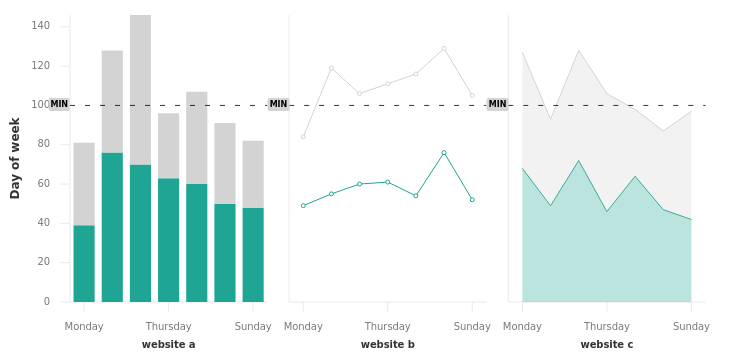 140
120
100
80
60
40
20
0
Day of week
MIN
MIN
MIN
Monday
Thursday
Sunday
Monday
Thursday
Sunday
Monday
Thursday
Sunday
website a
website b
website c